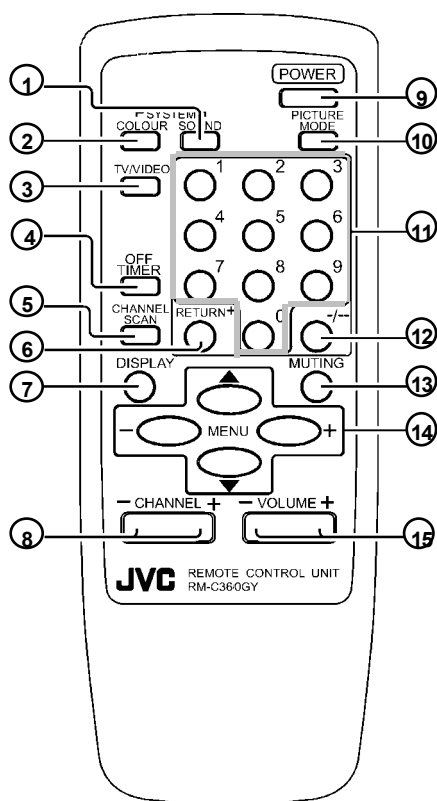 POWER
1
SYSTEM
9
COLOUR SOUND
PICTURE
MODE
2
10
TV/VIDEO
1 2 3
3
4 5 6
11
4
OFF
TIMER
7 8 9
5
CHANNEL
SCAN
RETURN+
0
-/--
12
6
DISPLAY
MUTING
7
13
- MENU +
14
- CHANNEL +
- VOLUME +
8
15
JVC
REMOTE CONTROL UNIT
RM-C360GY